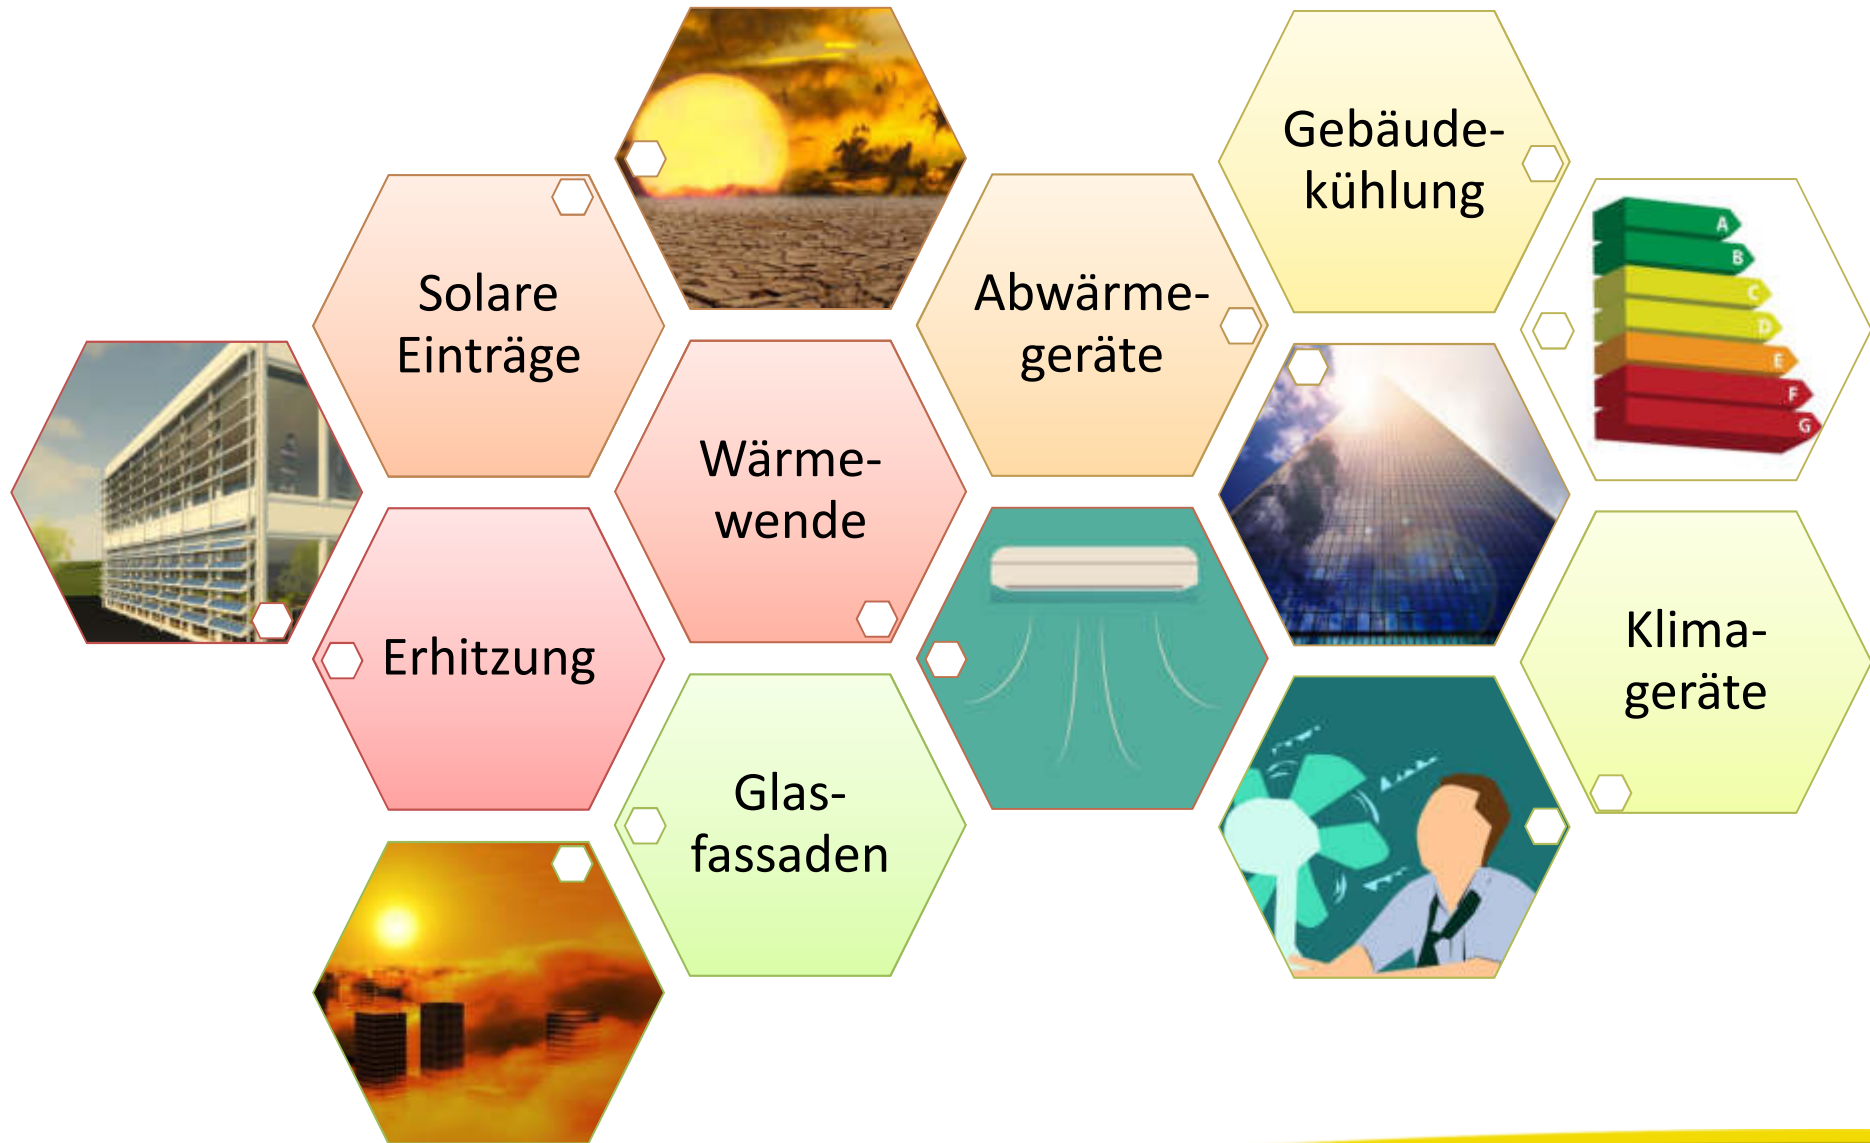 Solare
Einträge
Erhitzung
Wärme-
wende
Glas-
fassaden
Abwärme-
geräte
Gebäude-
kühlung
A
B
C
D
E
F
G
Klima-
geräte